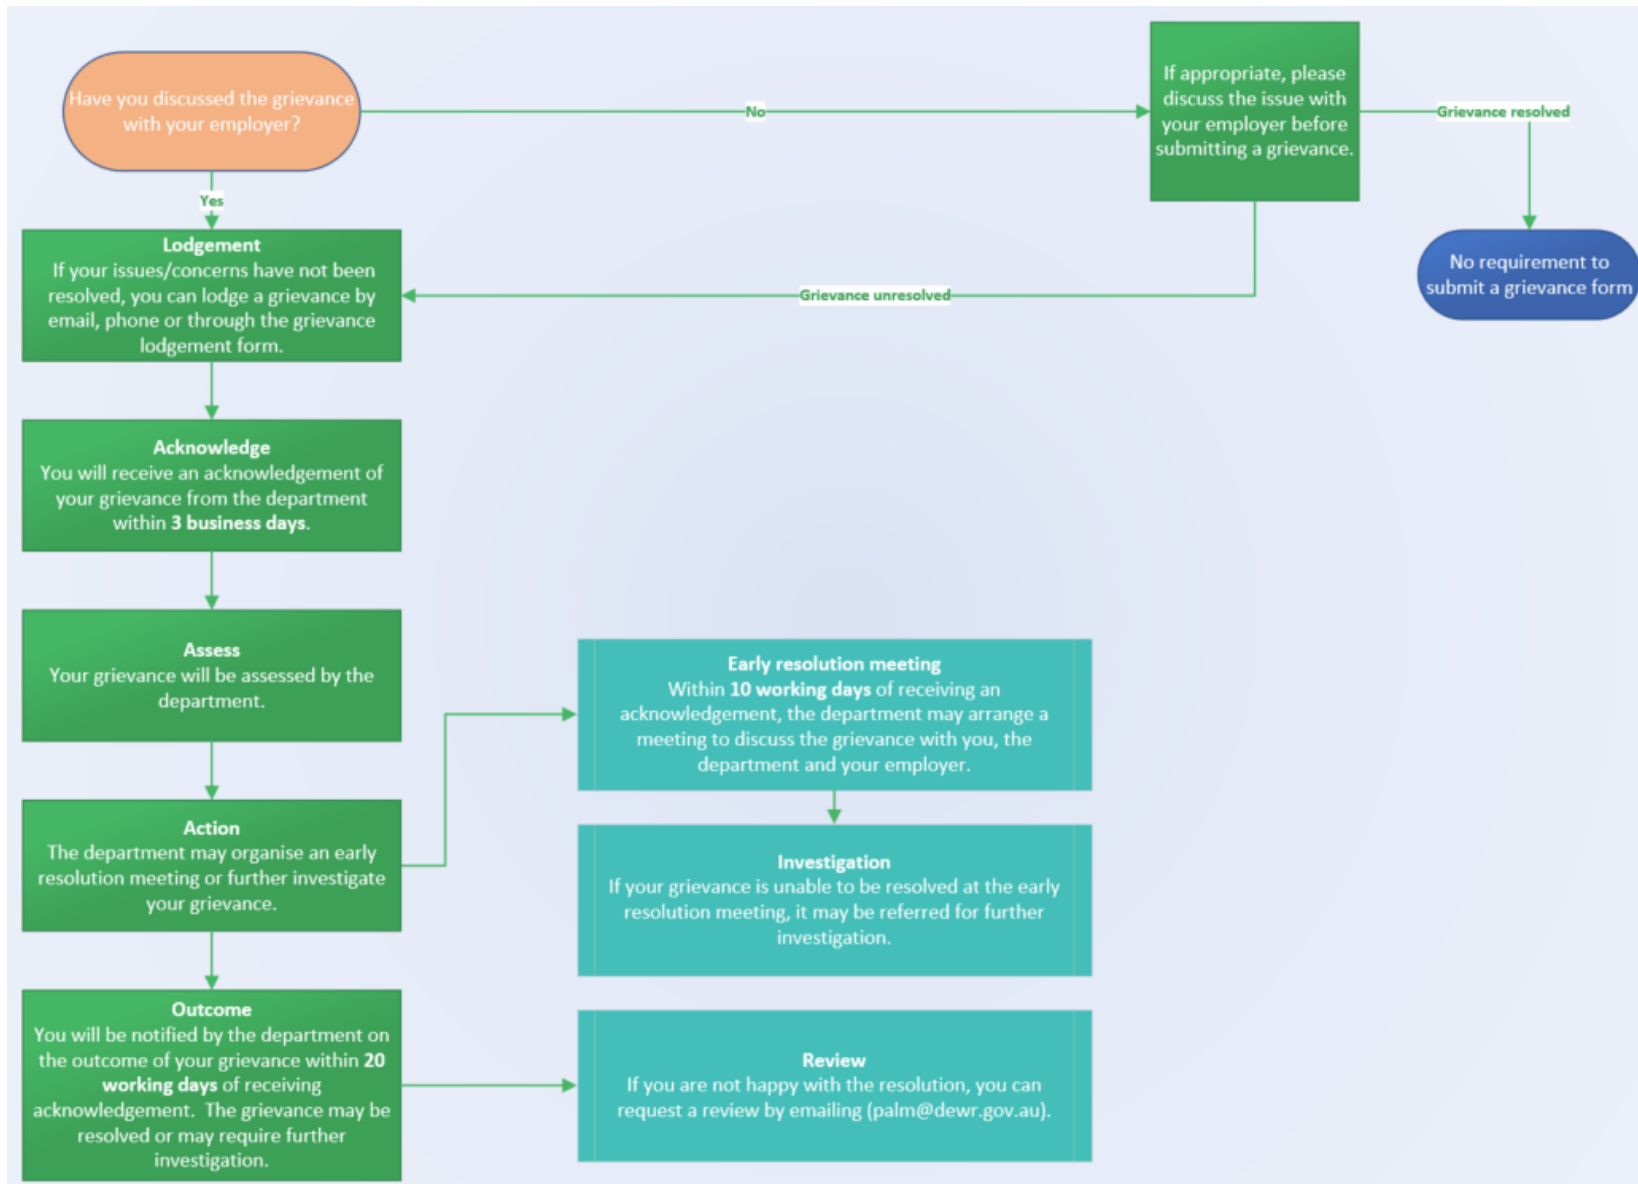 Have you discussed the grievance
with your employer?
No
If appropriate, please
discuss the issue with
your employer before
submitting a grievance.
Grievance resolved
No requirement to
submit a grievance form
Yes
Grievance unresolved
Lodgement
If your issues/concerns have not been
resolved, you can lodge a grievance by
email, phone or through the grievance
lodgement form.
Acknowledge
You will receive an acknowledgement of
your grievance from the department
within 3 business days.
Assess
Your grievance will be assessed by the
department.
Action
The department may organise an early
resolution meeting or further investigate
your grievance.
Early resolution meeting
Within 10 working days of receiving an
acknowledgement, the department may arrange a
meeting to discuss the grievance with you, the
department and your employer.
Investigation
If your grievance is unable to be resolved at the early
resolution meeting, it may be referred for further
investigation.
Outcome
You will be notified by the department on
the outcome of your grievance within 20
working days of receiving
acknowledgement.  The grievance may be
resolved or may require further
investigation.
Review
If you are not happy with the resolution, you can
request a review by emailing (palm@dewr.gov.au).